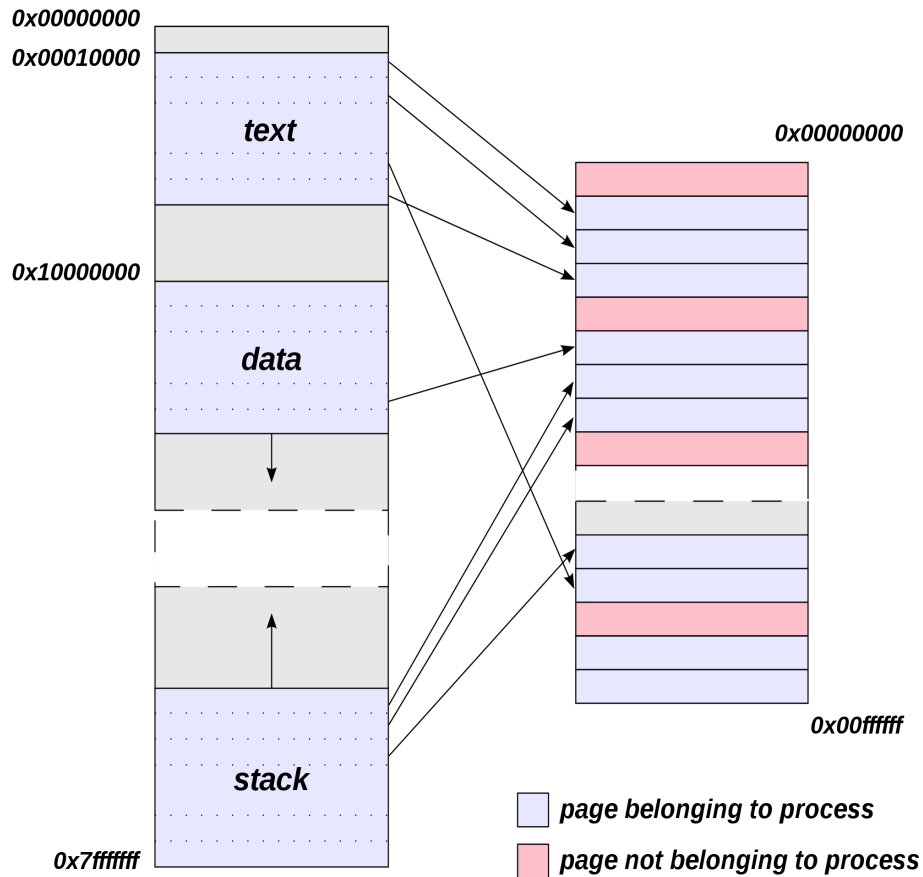 0x00000000
0x00010000
text
0x00000000
0x10000000
data
stack
0x00ffffff
page belonging to process
0x7fffffff
page not belonging to process